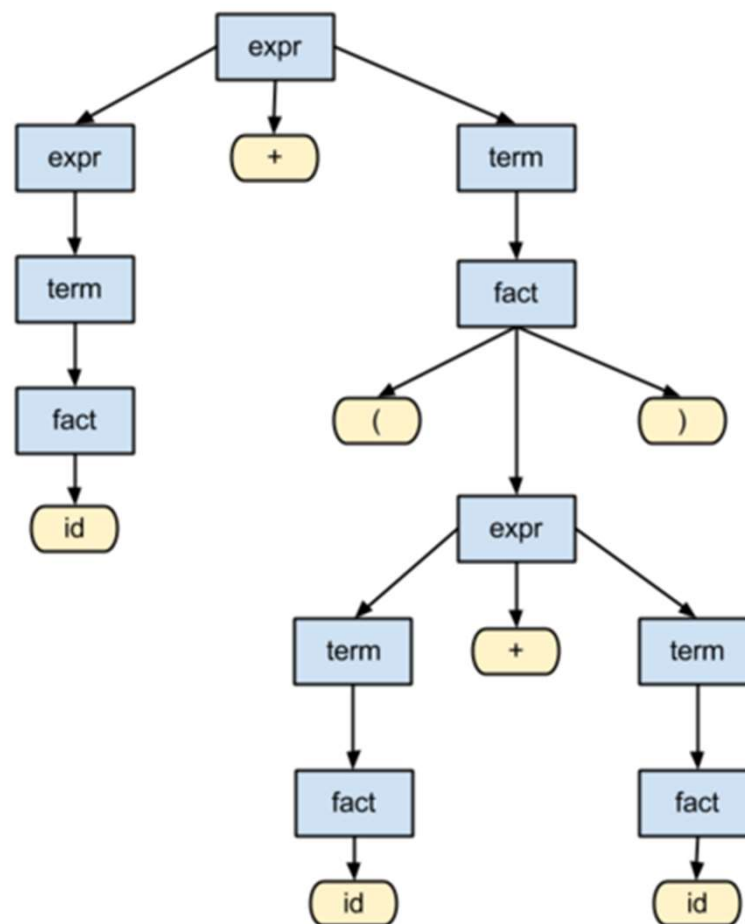 expr
expr
+
term
term
fact
fact
(
)
id
expr
term
+
term
fact
fact
id
id